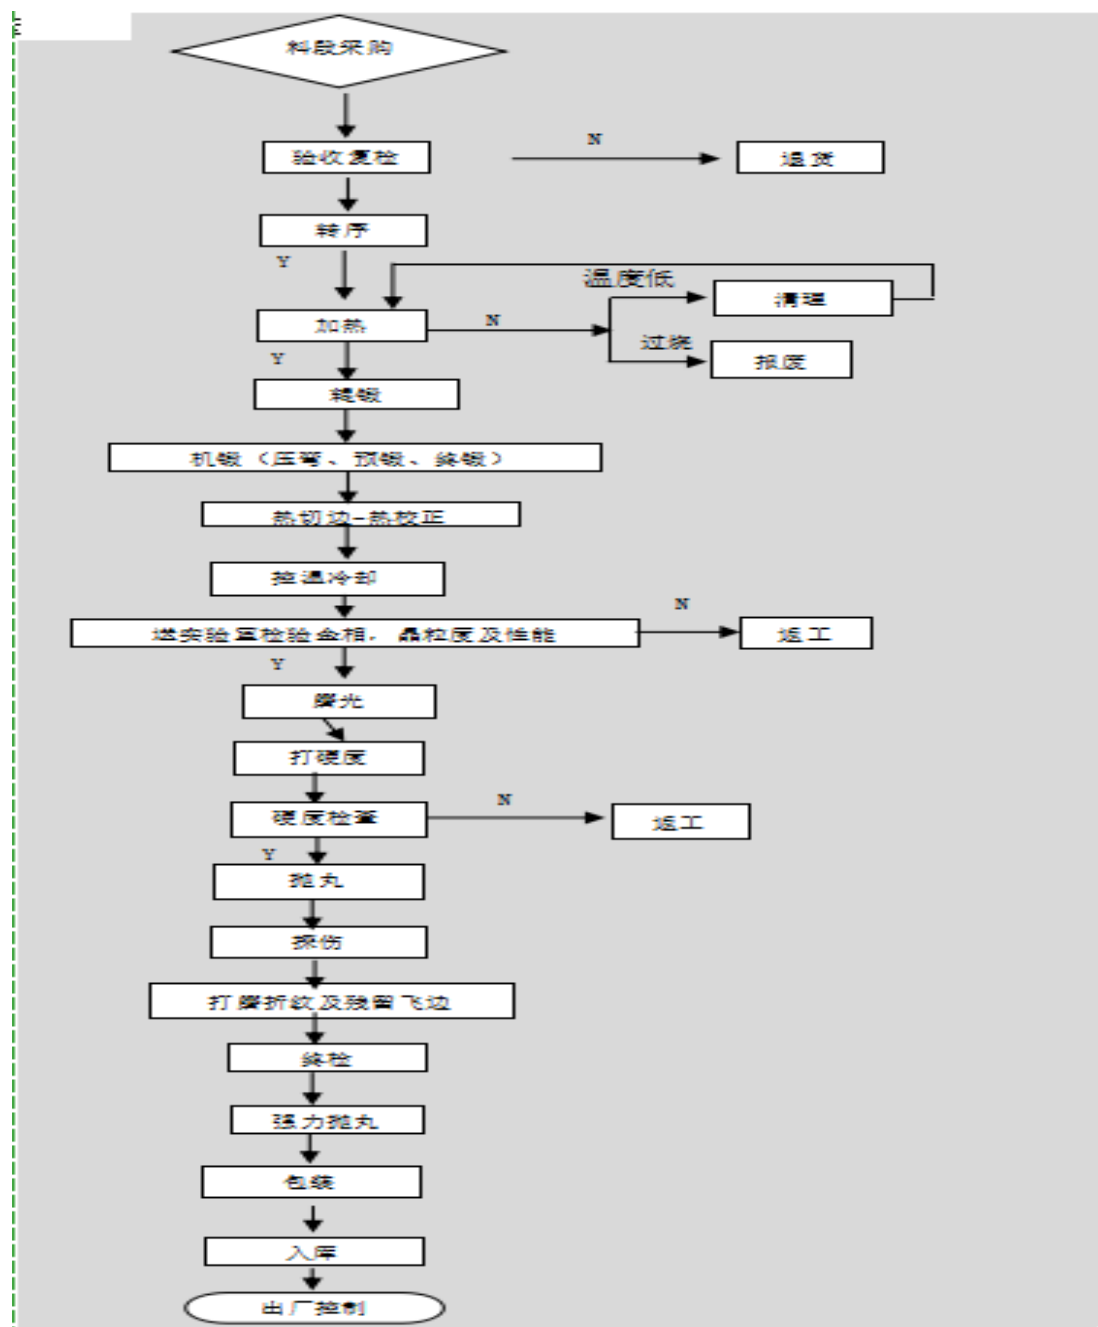 料段采购
验收复检
N
退货
转序
Y
温度低
清理
加热
N
过烧
报废
Y
辊锻
机锻（压弯、预锻、终锻）
热切边-热校正
控温冷却
N
送实验室检验金相，晶粒度及性能
返工
Y
磨光
打硬度
硬度检查
N
返工
Y
抛丸
探伤
打磨折纹及残留飞边
终检
强力抛丸
包装
入库
出厂控制